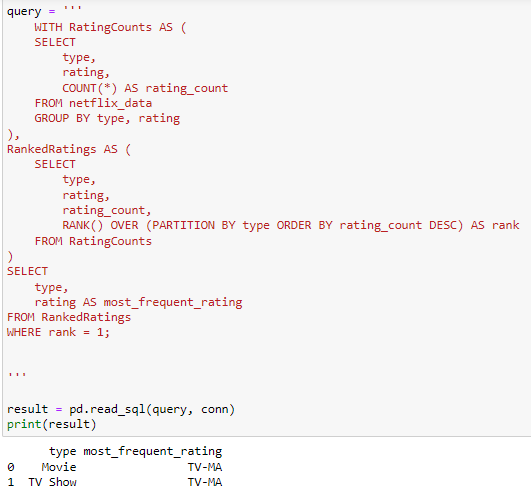 query = '''
    WITH RatingCounts AS (
    SELECT
        type,
        rating,
        COUNT(*) AS rating_count
    FROM netflix_data
    GROUP BY type, rating
),
RankedRatings AS (
    SELECT
        type,
        rating,
        rating_count,
        RANK() OVER (PARTITION BY type ORDER BY rating_count DESC) AS rank
    FROM RatingCounts
)
SELECT
    type,
    rating AS most_frequent_rating
FROM RankedRatings
WHERE rank = 1;
'''
result = pd.read_sql(query, conn)
print(result)
      type most_frequent_rating
0    Movie                TV-MA
1  TV Show                TV-MA